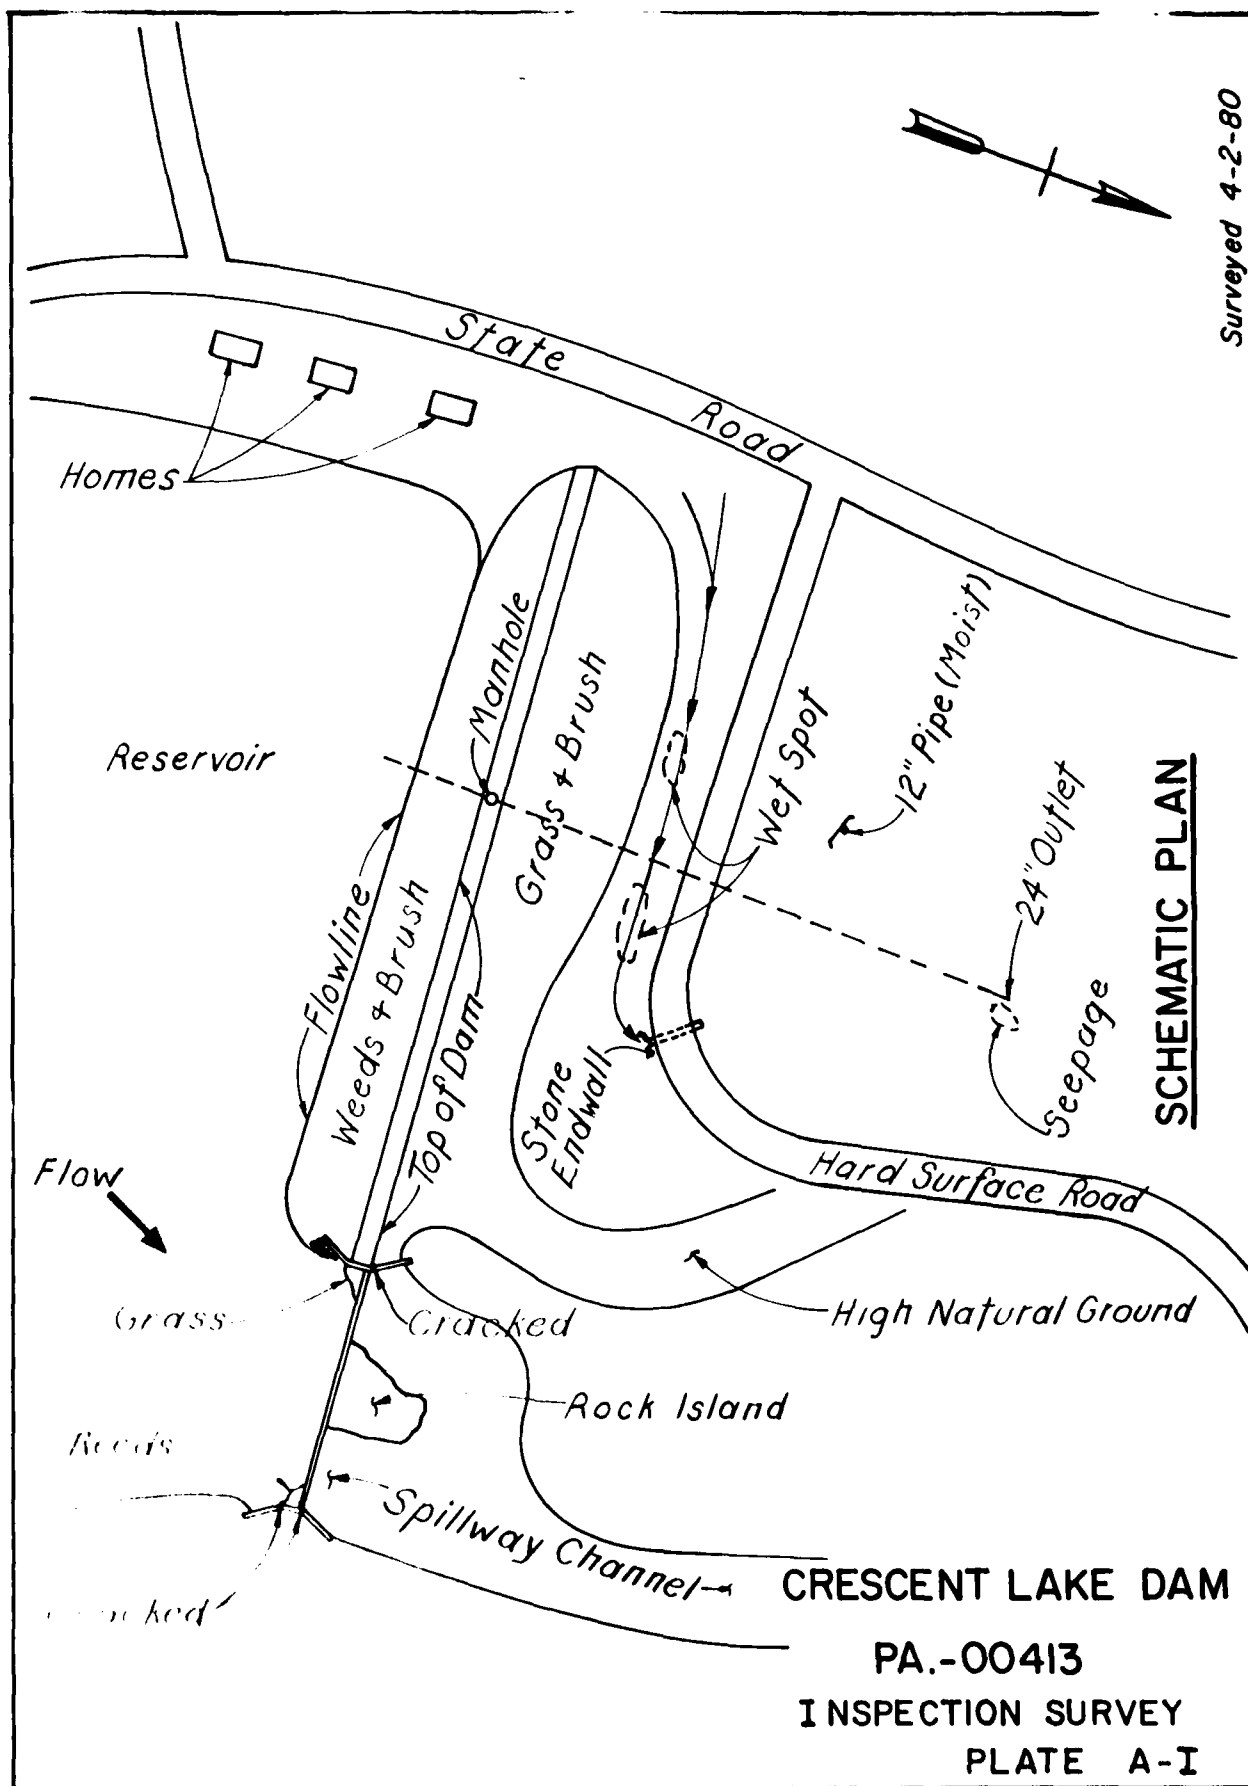 Surveyed 4-2-80
State Road
Homes
Manhole
Grass & Brush
Wet Spot
12" Pipe (Moist)
24" Outlet
Reservoir
Flowline
Weeds & Brush
Top of Dam
Stone
Endwall
Seepage
SCHEMATIC PLAN
Flow
Hard Surface Road
Grass
Cracked
High Natural Ground
Rock Island
Reeds
Spillway Channel
CRESCENT LAKE DAM
PA.-00413
INSPECTION SURVEY
PLATE A-I